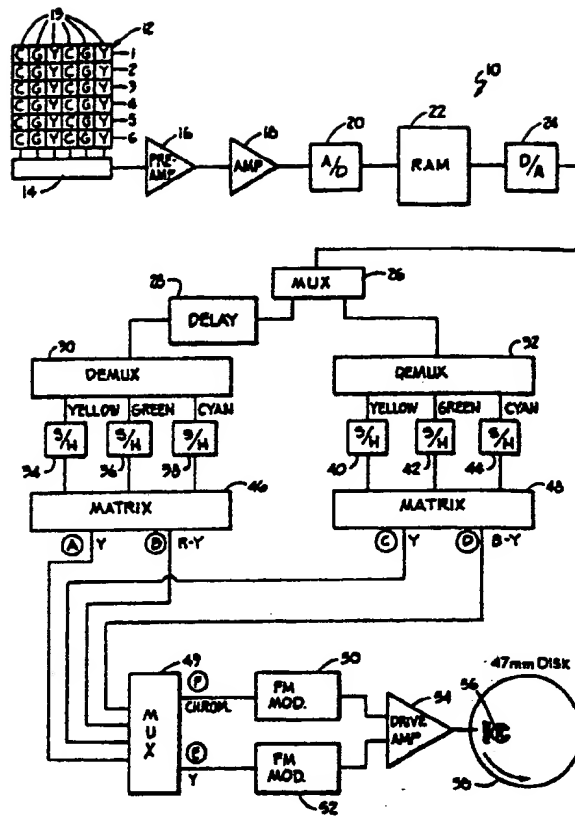 13
12
C G Y C G Y 1
C G Y C G Y 2
C G Y C G Y 3
C G Y C G Y 4
C G Y C G Y 5
C G Y C G Y 6
14
16
PRE-AMP
18
AMP
20
A/D
22
RAM
24
D/A
10
28
DELAY
MUX
26
30
DEMUX
YELLOW GREEN CYAN
S/H S/H S/H
34 36 38
MATRIX
46
A Y B R-Y
32
DEMUX
YELLOW GREEN CYAN
S/H S/H S/H
40 42 44
MATRIX
48
C Y D B-Y
49
MUX
F
CHROM.
E
Y
50
FM
MOD.
FM
MOD.
52
54
DRIVE
AMP
47mm DISK
56
58